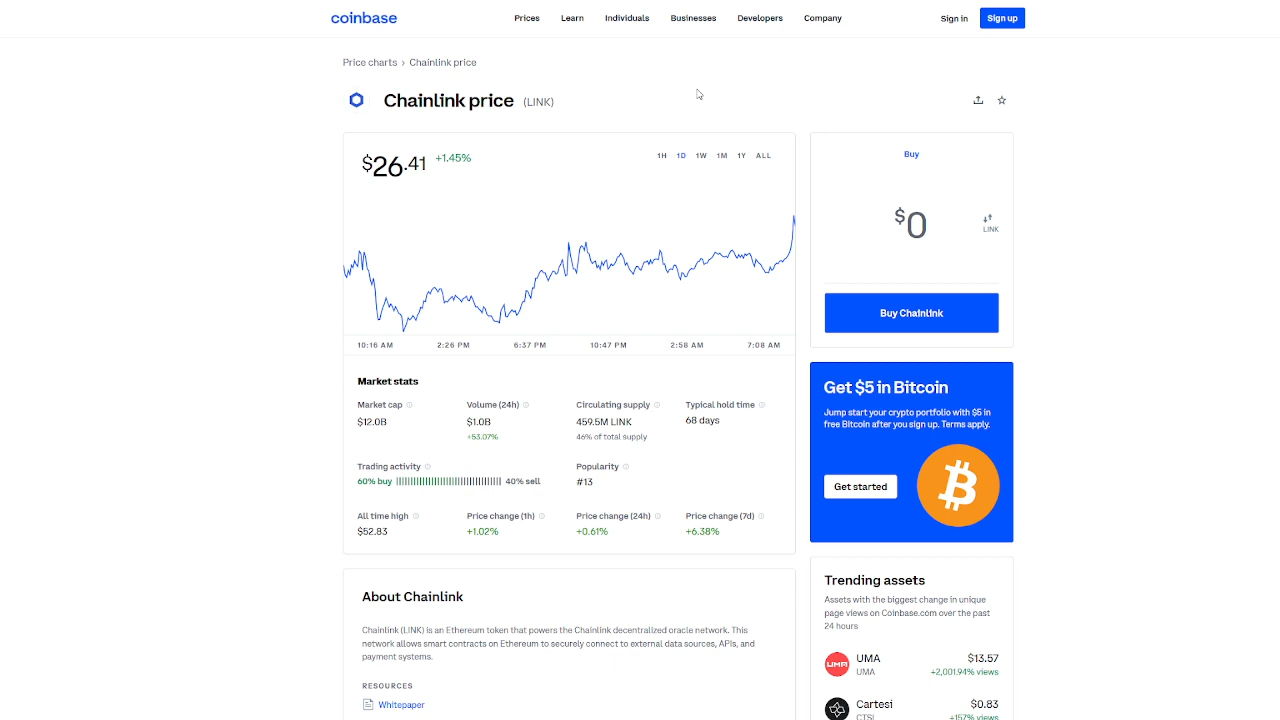 coinbase
Prices
Learn
Individuals
Businesses
Developers
Company
Sign in
Sign up
Price charts › Chainlink price
Chainlink price (LINK)
$26.41 +1.45%
1H 1D 1W 1M 1Y ALL
10:16 AM 2:26 PM 6:37 PM 10:47 PM 2:58 AM 7:08 AM
Market stats
Market cap
$12.0B
Volume (24h)
$1.0B
+53.07%
Circulating supply
459.5M LINK
46% of total supply
Typical hold time
68 days
Trading activity
60% buy 40% sell
Popularity
#13
All time high
$52.83
Price change (1h)
+1.02%
Price change (24h)
+0.61%
Price change (7d)
+6.38%
About Chainlink
Chainlink (LINK) is an Ethereum token that powers the Chainlink decentralized oracle network. This
network allows smart contracts on Ethereum to securely connect to external data sources, APIs, and
payment systems.
RESOURCES
Whitepaper
Buy
$0
LINK
Buy Chainlink
Get $5 in Bitcoin
Jump start your crypto portfolio with $5 in
free Bitcoin after you sign up. Terms apply.
Get started
Trending assets
Assets with the biggest change in unique
page views on Coinbase.com over the past
24 hours
UMA
UMA
UMA
$13.57
+2,001.94% views
Cartesi
CTSI
$0.83
+157% views